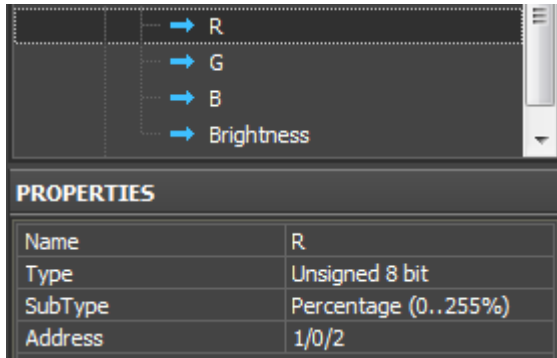 R
G
B
Brightness
PROPERTIES
Name R
Type Unsigned 8 bit
SubType Percentage (0..255%)
Address 1/0/2